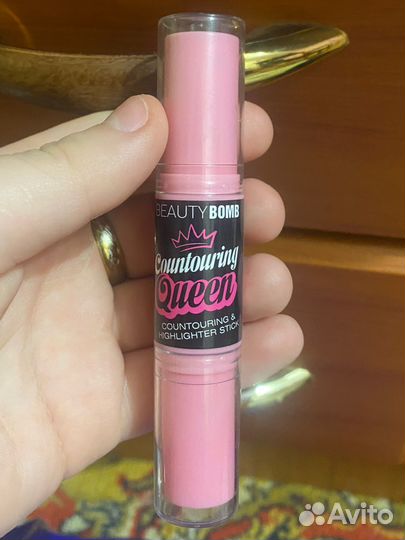 BEAUTY BOMB
Countouring
Queen
COUNTOURING &
HIGHLIGHTER STICK
Avito